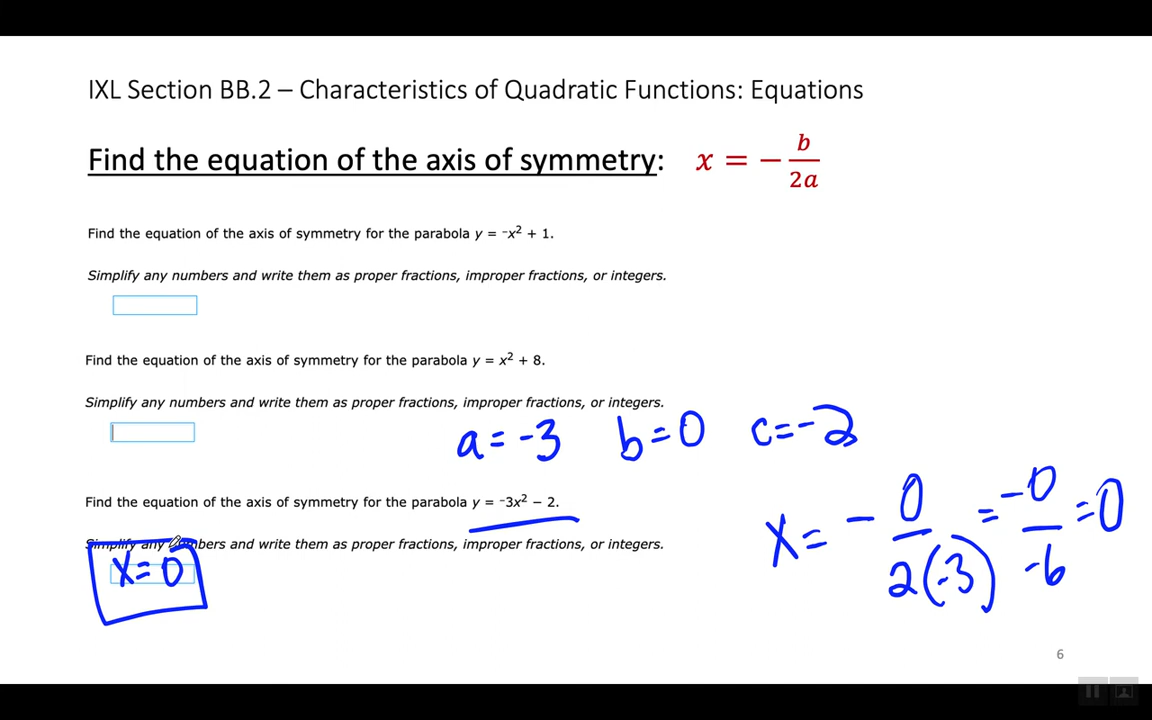 IXL Section BB.2 – Characteristics of Quadratic Functions: Equations
Find the equation of the axis of symmetry: x = − b/2a
Find the equation of the axis of symmetry for the parabola y = ⁻x² + 1.
Simplify any numbers and write them as proper fractions, improper fractions, or integers.
Find the equation of the axis of symmetry for the parabola y = x² + 8.
Simplify any numbers and write them as proper fractions, improper fractions, or integers.
a = -3 b = 0 c = -2
Find the equation of the axis of symmetry for the parabola y = ⁻3x² − 2.
x = - 0/2(-3) = -0/-6 = 0
Simplify any numbers and write them as proper fractions, improper fractions, or integers.
x = 0
6